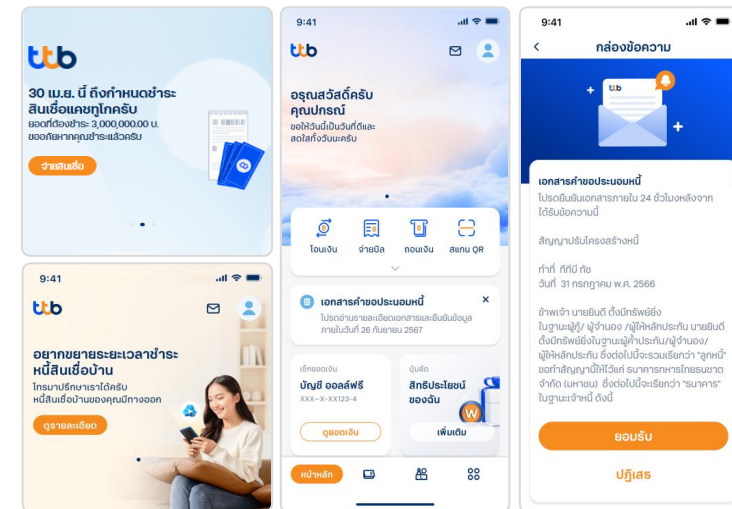 ttb
30 เม.ย. นี้ ถึงกำหนดชำระ
สินเชื่อแคชทูโกครับ
ยอดที่ต้องชำระ 3,000,000.00 บ.
ขออภัยหากคุณชำระแล้วครับ
จ่ายสินเชื่อ
9:41
ttb
อยากขยายระยะเวลาชำระ
หนี้สินเชื่อบ้าน
โทรมาปรึกษาเราได้ครับ
หนี้สินเชื่อบ้านของคุณมีทางออก
ดูรายละเอียด
9:41
ttb
อรุณสวัสดิ์ครับ
คุณปกรณ์
ขอให้วันนี้เป็นวันที่ดีและ
สดใสทั้งวันนะครับ
โอนเงิน จ่ายบิล ถอนเงิน สแกน QR
เอกสารคำขอประนอมหนี้
โปรดอ่านรายละเอียดเอกสารและยืนยันข้อมูล
ภายในวันที่ 26 กันยายน 2567
เช็กยอดเงิน
บัญชี ออลล์ฟรี
XXX-X-XX123-4
ดูยอดเงิน
ปุ่มลัด
สิทธิประโยชน์
ของฉัน
W
เพิ่มเติม
หน้าหลัก
9:41
กล่องข้อความ
ttb
เอกสารคำขอประนอมหนี้
โปรดยืนยันเอกสารภายใน 24 ชั่วโมงหลังจาก
ได้รับข้อความนี้
สัญญาปรับโครงสร้างหนี้
ทำที่ ทีทีบี ทัช
วันที่ 31 กรกฎาคม พ.ศ. 2566
ข้าพเจ้า นายยินดี ตั้งมีทรัพย์ยิ่ง
ในฐานะผู้กู้/ ผู้จำนอง /ผู้ให้หลักประกัน นายยินดี
ตั้งมีทรัพย์ยิ่งในฐานะผู้ค้ำประกัน/ผู้จำนอง/
ผู้ให้หลักประกัน ซึ่งต่อไปนี้จะรวมเรียกว่า "ลูกหนี้"
ขอทำสัญญานี้ให้ไว้แก่ ธนาคารทหารไทยธนชาต
จำกัด (มหาชน) ซึ่งต่อไปนี้จะเรียกว่า "ธนาคาร"
ในฐานะเจ้าหนี้ ดังนี้
ยอมรับ
ปฏิเสธ